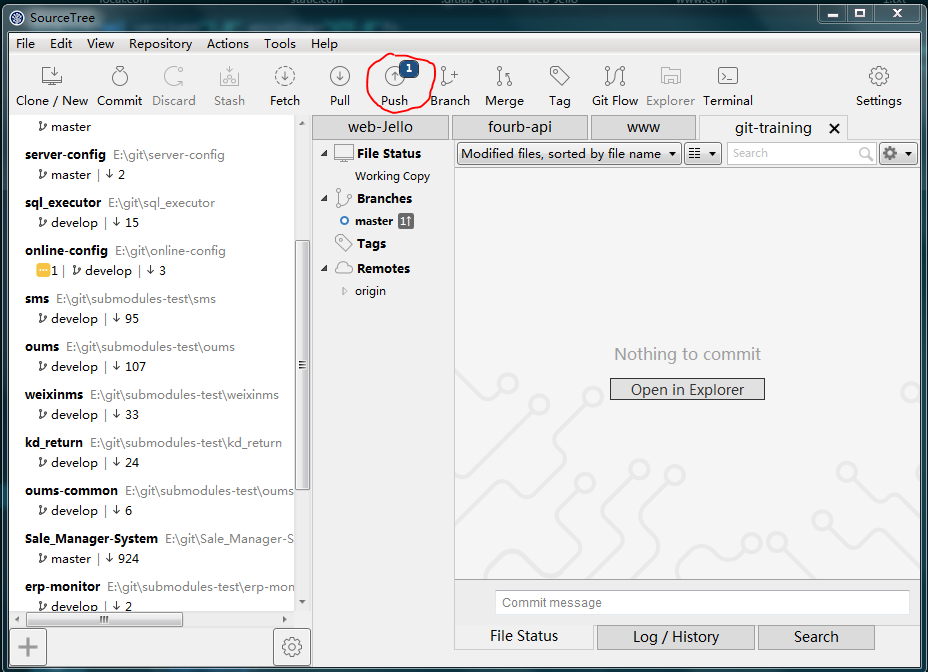 SourceTree
File Edit View Repository Actions Tools Help
1
Clone / New Commit Discard Stash Fetch Pull Push Branch Merge Tag Git Flow Explorer Terminal Settings
master
server-config E:\git\server-config
master | 2
sql_executor E:\git\sql_executor
develop | 15
online-config E:\git\online-config
1 | develop | 3
sms E:\git\submodules-test\sms
develop | 95
oums E:\git\submodules-test\oums
develop | 107
weixinms E:\git\submodules-test\weixinms
develop | 33
kd_return E:\git\submodules-test\kd_return
develop | 24
oums-common E:\git\submodules-test\oums
develop | 6
Sale_Manager-System E:\git\Sale_Manager-S
master | 924
erp-monitor E:\git\submodules-test\erp-mon
develop | 2
web-Jello fourb-api www git-training
File Status
Working Copy
Branches
master 1↑
Tags
Remotes
origin
Modified files, sorted by file name
Search
Nothing to commit
Open in Explorer
Commit message
File Status Log / History Search